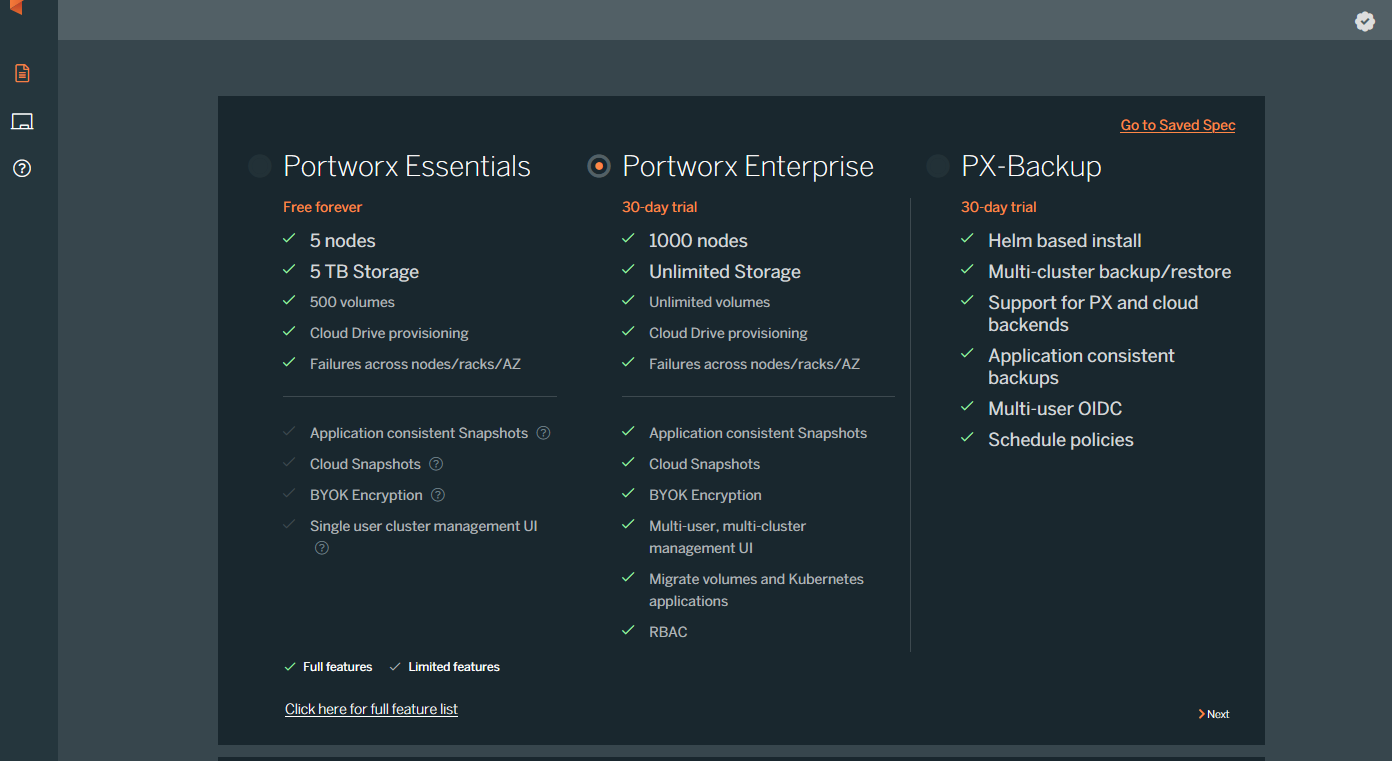 Go to Saved Spec
Portworx Essentials
Free forever
5 nodes
5 TB Storage
500 volumes
Cloud Drive provisioning
Failures across nodes/racks/AZ
Application consistent Snapshots
Cloud Snapshots
BYOK Encryption
Single user cluster management UI
Portworx Enterprise
30-day trial
1000 nodes
Unlimited Storage
Unlimited volumes
Cloud Drive provisioning
Failures across nodes/racks/AZ
Application consistent Snapshots
Cloud Snapshots
BYOK Encryption
Multi-user, multi-cluster
management UI
Migrate volumes and Kubernetes
applications
RBAC
PX-Backup
30-day trial
Helm based install
Multi-cluster backup/restore
Support for PX and cloud
backends
Application consistent
backups
Multi-user OIDC
Schedule policies
Full features
Limited features
Click here for full feature list
Next